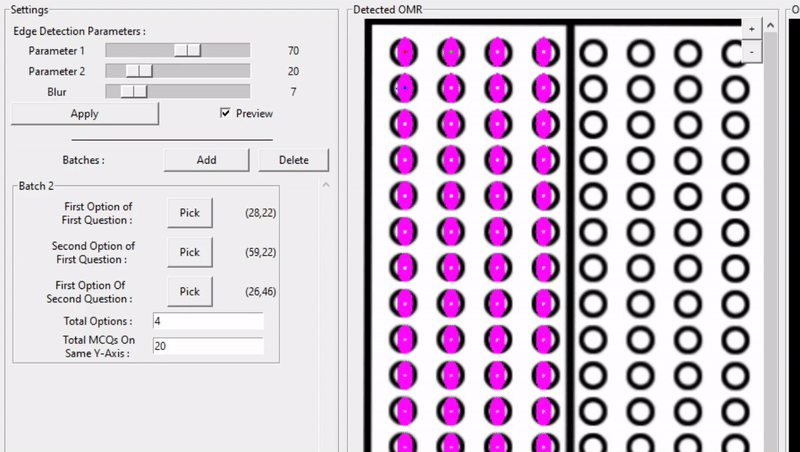 Settings
Edge Detection Parameters :
Parameter 1 70
Parameter 2 20
Blur 7
Apply Preview
Batches : Add Delete
Batch 2
First Option of
First Question : Pick (28,22)
Second Option of
First Question : Pick (59,22)
First Option Of
Second Question : Pick (26,46)
Total Options : 4
Total MCQs On
Same Y-Axis : 20
Detected OMR
+
-
O